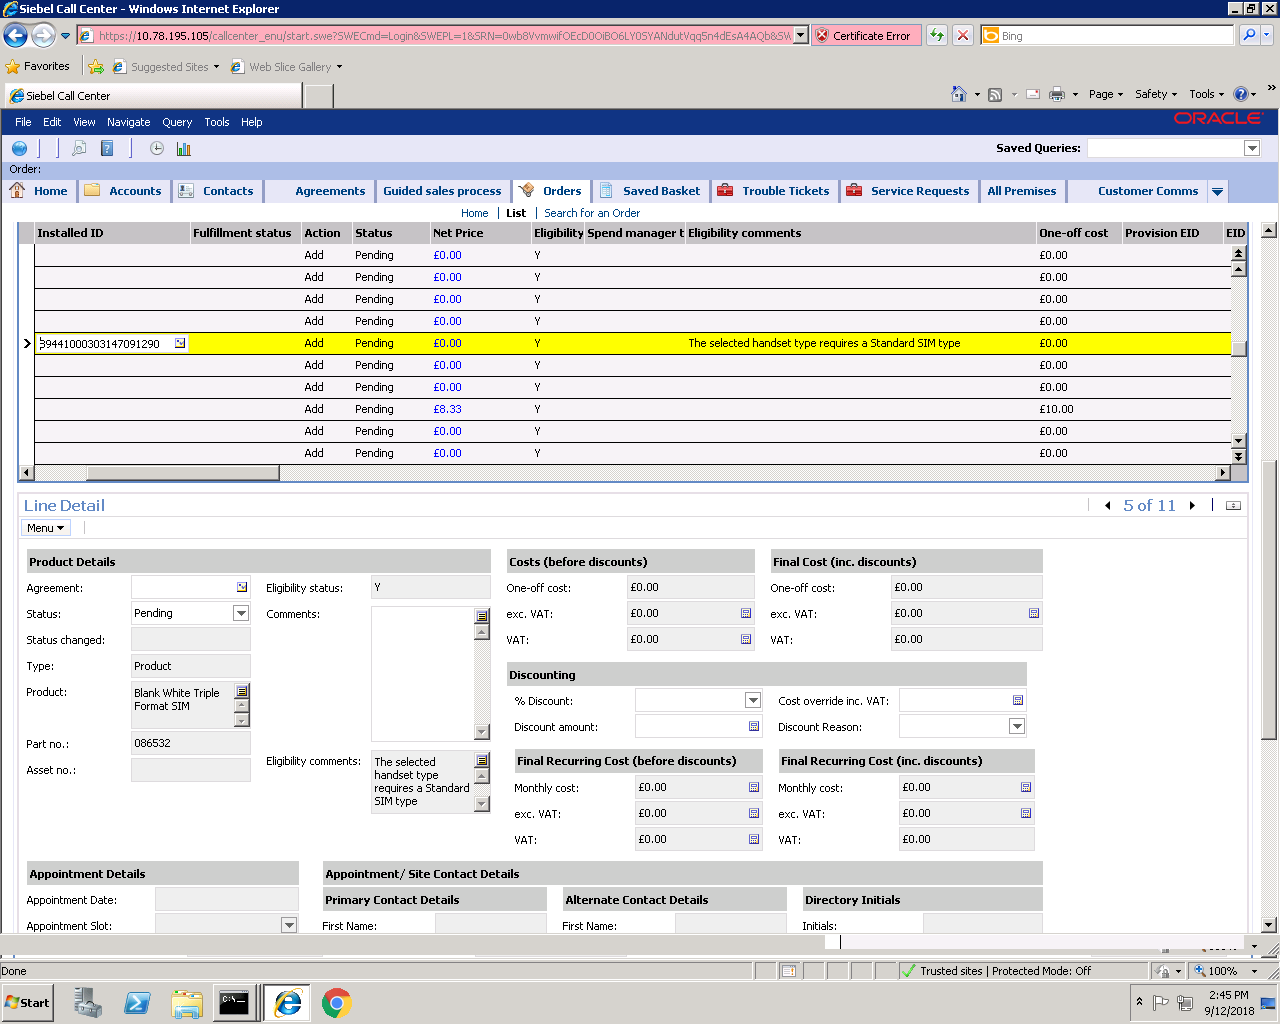 Siebel Call Center - Windows Internet Explorer
https://10.78.195.105/callcenter_enu/start.swe?SWECmd=Login&SWEPL=1&SRN=
Certificate Error
Bing
Favorites
Suggested Sites
Web Slice Gallery
Siebel Call Center
Page
Safety
Tools
File Edit View Navigate Query Tools Help
ORACLE
Saved Queries:
Order:
Home Accounts Contacts Agreements Guided sales process Orders Saved Basket Trouble Tickets Service Requests All Premises Customer Comms
Home | List | Search for an Order
Installed ID Fulfillment status Action Status Net Price Eligibility Spend manager t Eligibility comments One-off cost Provision EID EID
Add Pending £0.00 Y £0.00
Add Pending £0.00 Y £0.00
Add Pending £0.00 Y £0.00
Add Pending £0.00 Y £0.00
89441000303147091290 Add Pending £0.00 Y The selected handset type requires a Standard SIM type £0.00
Add Pending £0.00 Y £0.00
Add Pending £0.00 Y £0.00
Add Pending £8.33 Y £10.00
Add Pending £0.00 Y £0.00
Add Pending £0.00 Y £0.00
Line Detail
5 of 11
Menu
Product Details
Agreement:
Status: Pending
Status changed:
Type: Product
Product: Blank White Triple
Format SIM
Part no.: 086532
Asset no.:
Eligibility status: Y
Comments:
Eligibility comments: The selected
handset type
requires a Standard
SIM type
Costs (before discounts)
One-off cost: £0.00
exc. VAT: £0.00
VAT: £0.00
Final Cost (inc. discounts)
One-off cost: £0.00
exc. VAT: £0.00
VAT: £0.00
Discounting
% Discount:
Discount amount:
Cost override inc. VAT:
Discount Reason:
Final Recurring Cost (before discounts)
Monthly cost: £0.00
exc. VAT: £0.00
VAT: £0.00
Final Recurring Cost (inc. discounts)
Monthly cost: £0.00
exc. VAT: £0.00
VAT: £0.00
Appointment Details
Appointment Date:
Appointment Slot:
Appointment/ Site Contact Details
Primary Contact Details
First Name:
Alternate Contact Details
First Name:
Directory Initials
Initials:
Done
Trusted sites | Protected Mode: Off
100%
Start
2:45 PM
9/12/2018